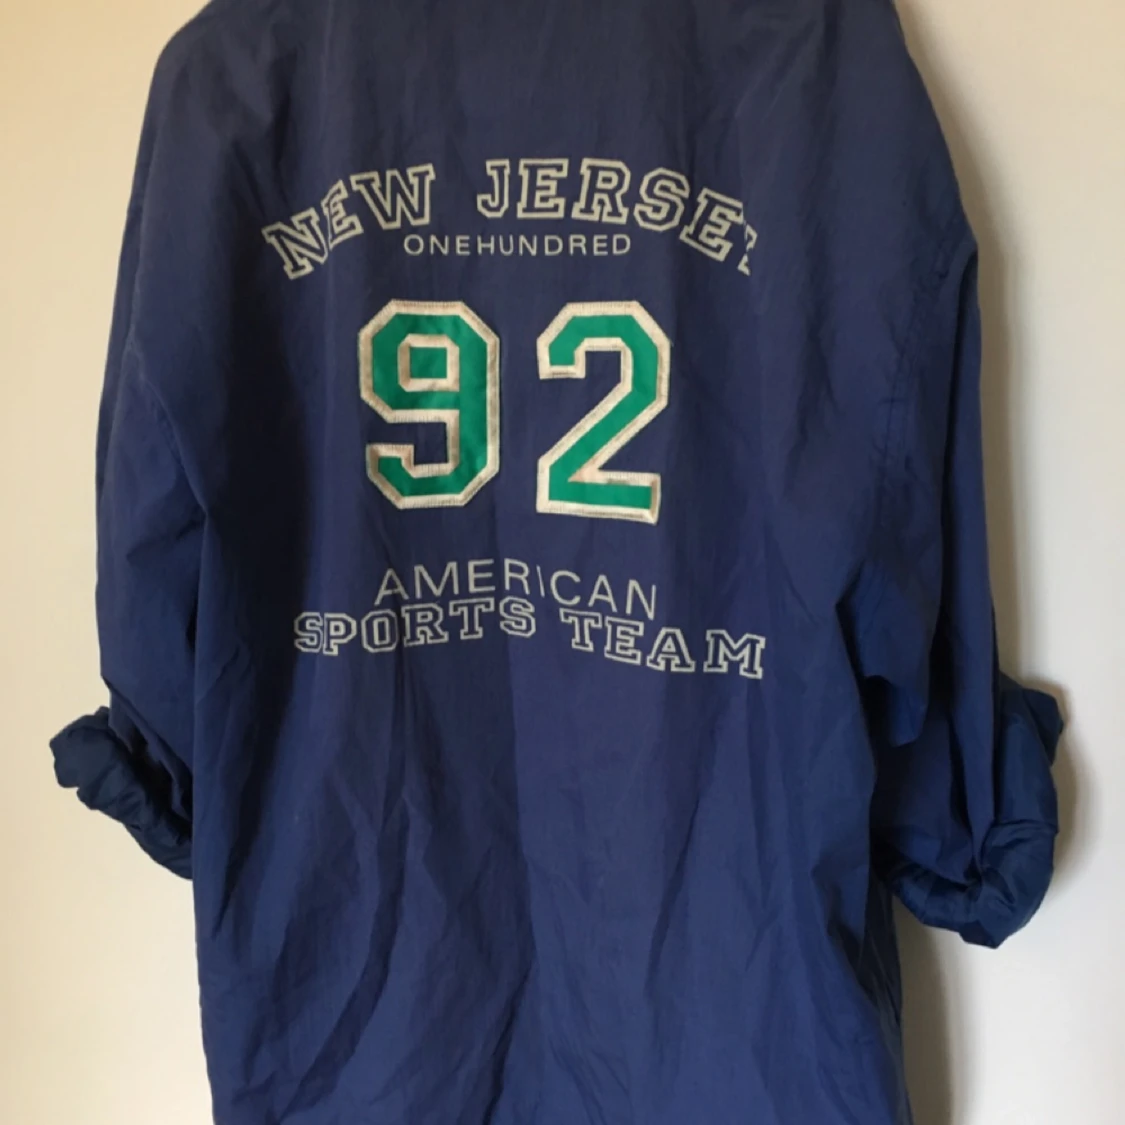 NEW JERSEY
ONEHUNDRED
92
AMERICAN
SPORTS TEAM